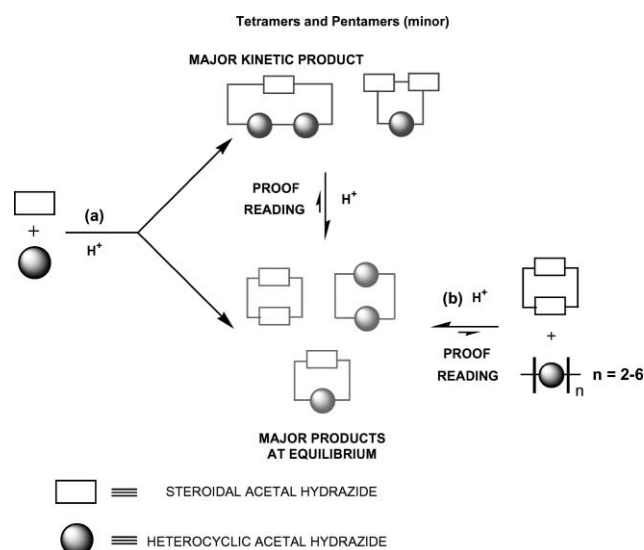 Tetramers and Pentamers (minor)
MAJOR KINETIC PRODUCT
PROOF
READING
H+
(a)
+
H+
(b) H+
+
PROOF
READING
n
n = 2-6
MAJOR PRODUCTS
AT EQUILIBRIUM
STEROIDAL ACETAL HYDRAZIDE
HETEROCYCLIC ACETAL HYDRAZIDE